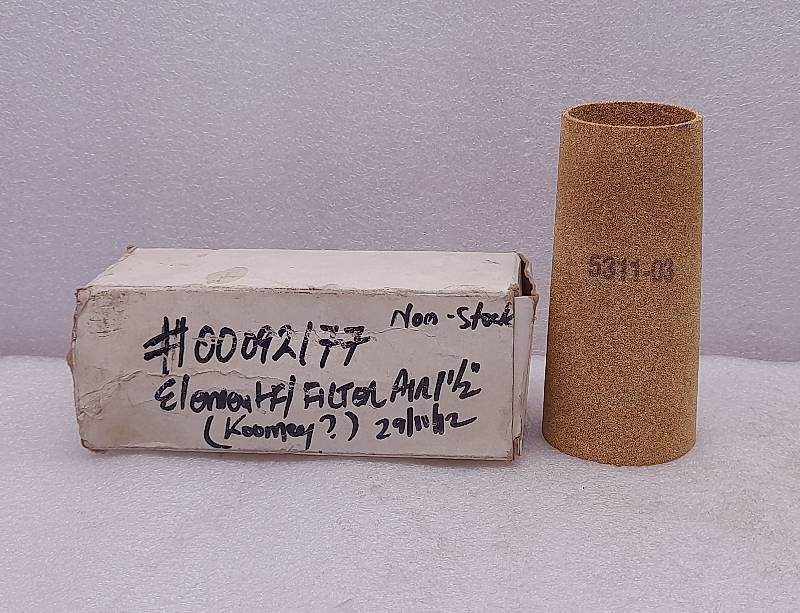 Non-Stock
#00092177
Element F/ FILTER AIR 1½"
(Koomey?) 29/11/12
5311-03